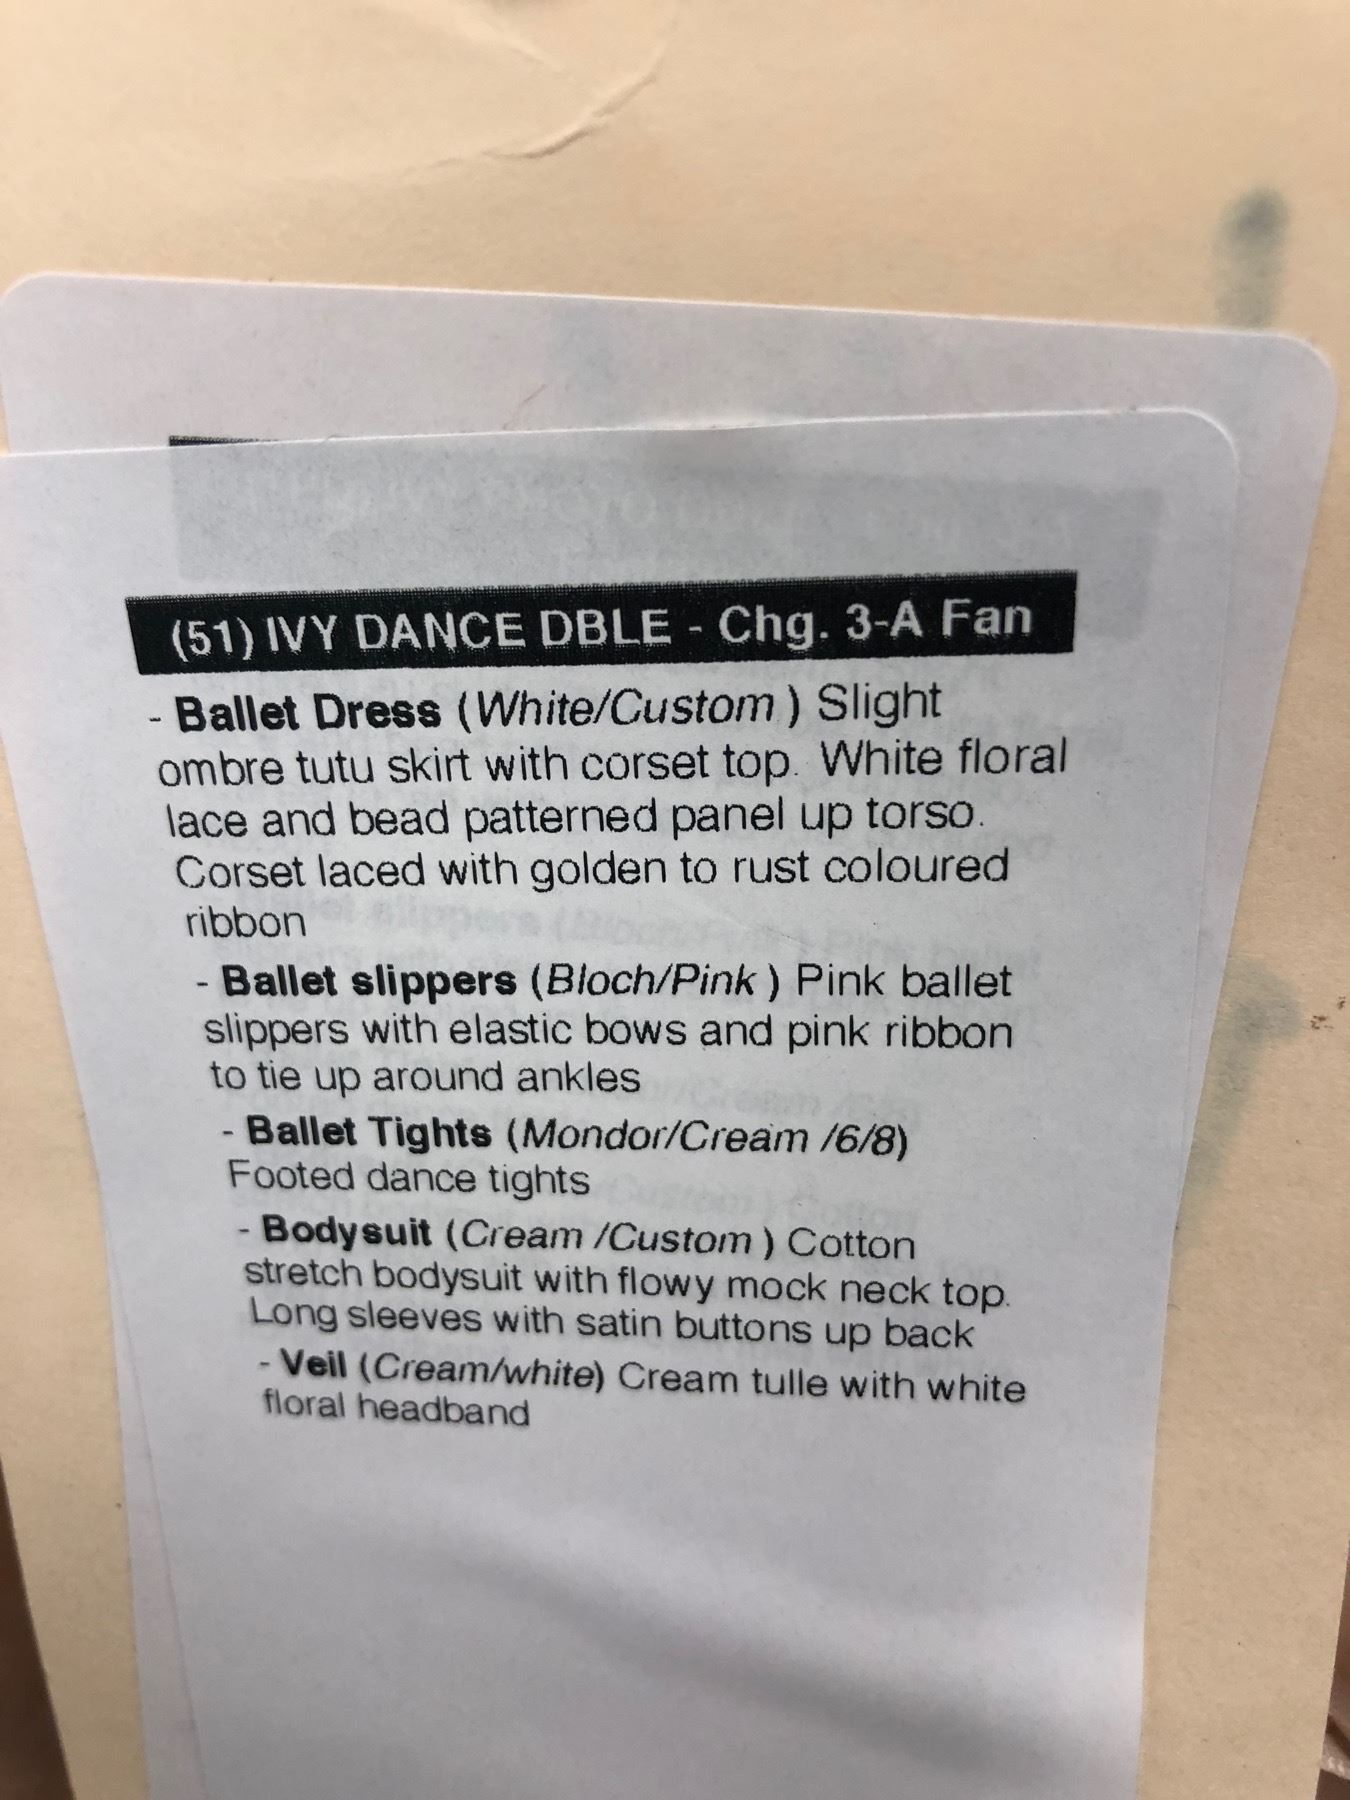 (51) IVY DANCE DBLE - Chg. 3-A Fan
- Ballet Dress (White/Custom ) Slight
ombre tutu skirt with corset top. White floral
lace and bead patterned panel up torso.
Corset laced with golden to rust coloured
ribbon
- Ballet slippers (Bloch/Pink ) Pink ballet
slippers with elastic bows and pink ribbon
to tie up around ankles
- Ballet Tights (Mondor/Cream /6/8)
Footed dance tights
- Bodysuit (Cream /Custom ) Cotton
stretch bodysuit with flowy mock neck top.
Long sleeves with satin buttons up back
- Veil (Cream/white) Cream tulle with white
floral headband